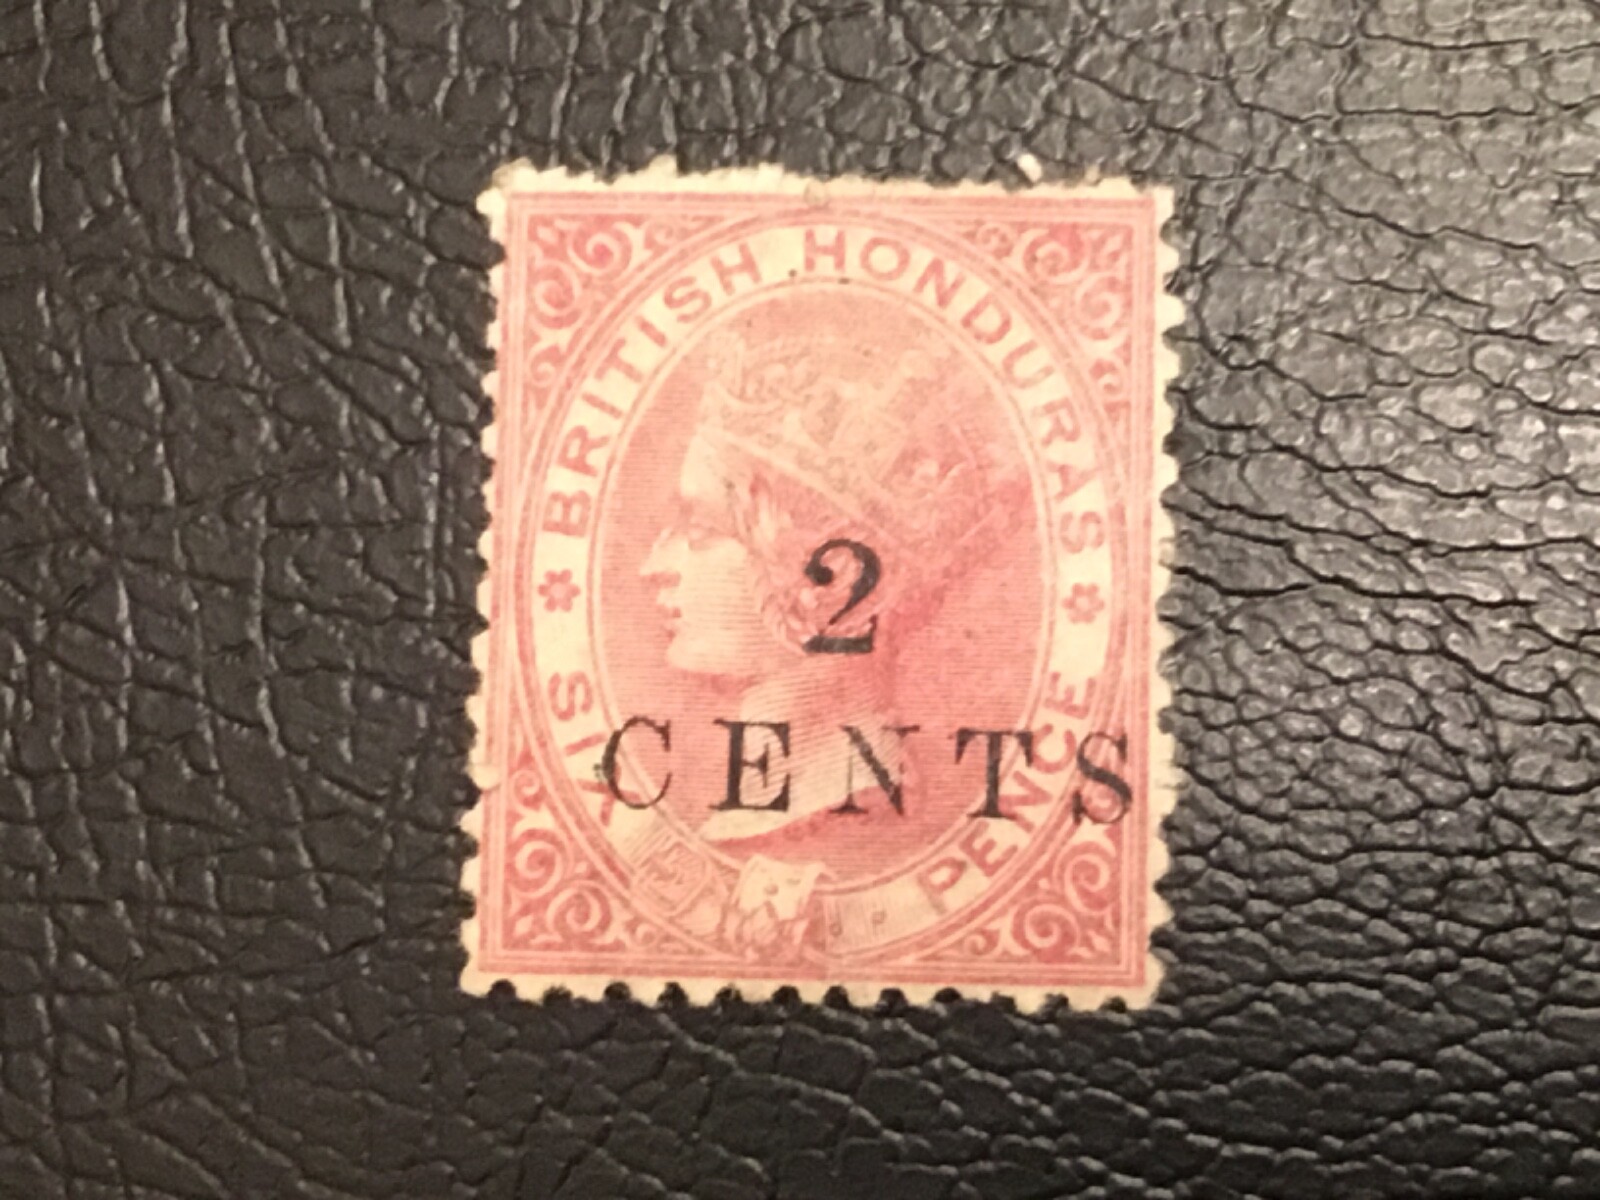 BRITISH HONDURAS
2
CENTS
SIX PENCE